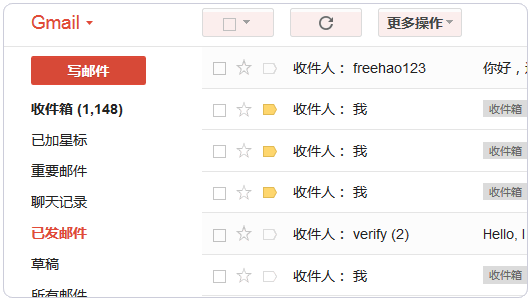 Gmail
更多操作
写邮件
收件箱 (1,148)
已加星标
重要邮件
聊天记录
已发邮件
草稿
所有邮件
收件人： freehao123 你好，
收件人： 我 收件箱
收件人： 我 收件箱
收件人： 我 收件箱
收件人： verify (2) Hello, I
收件人： 我 收件箱